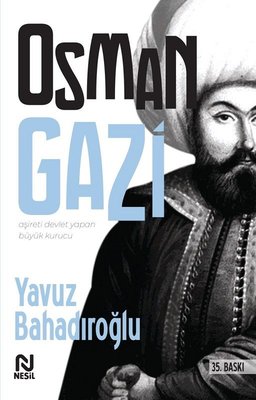 OSMAN
GAZİ
aşireti devlet yapan
büyük kurucu
Yavuz
Bahadıroğlu
NESİL
35. BASKI